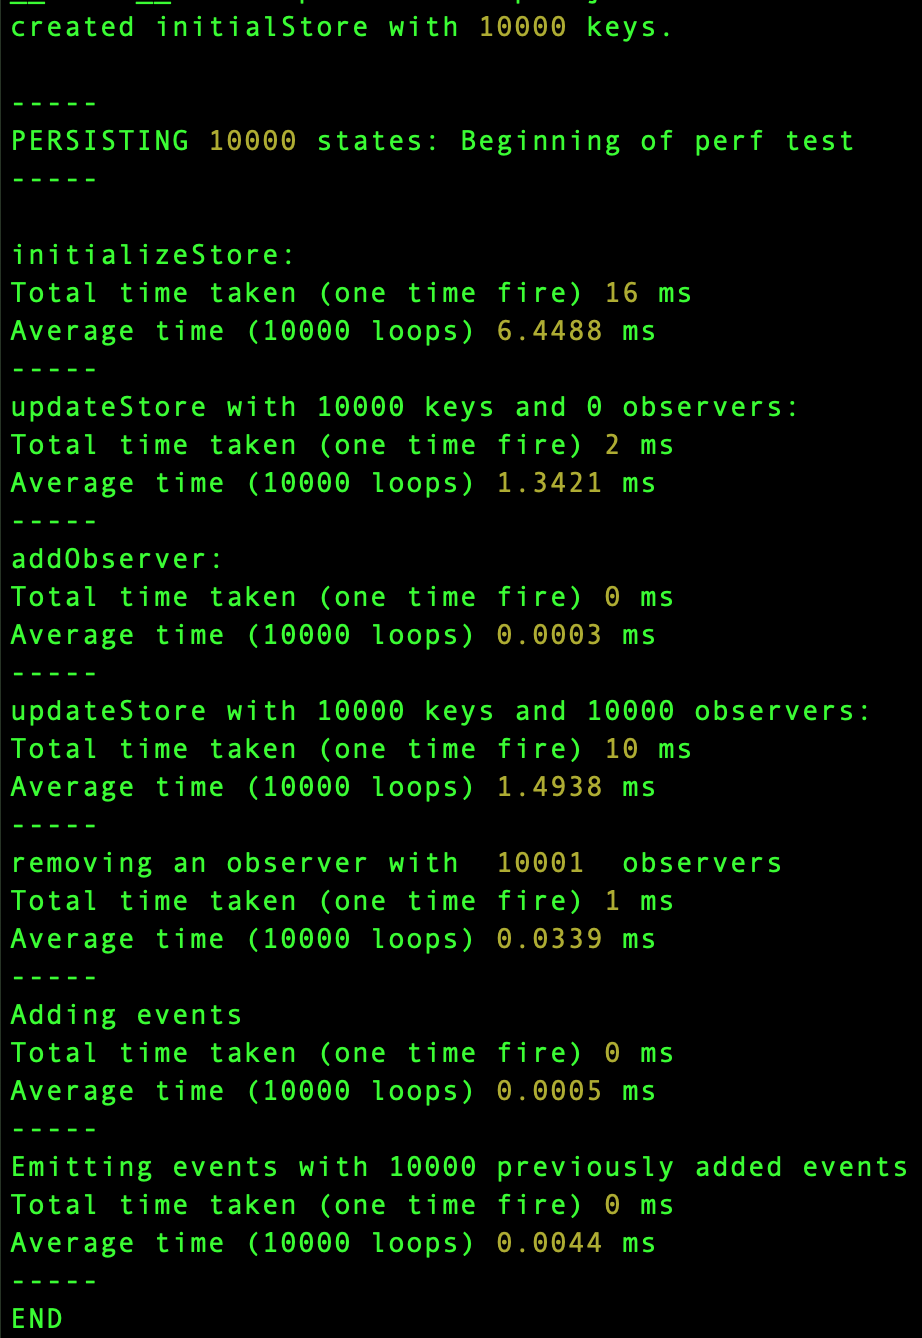 created initialStore with 10000 keys.
-----
PERSISTING 10000 states: Beginning of perf test
-----
initializeStore:
Total time taken (one time fire) 16 ms
Average time (10000 loops) 6.4488 ms
-----
updateStore with 10000 keys and 0 observers:
Total time taken (one time fire) 2 ms
Average time (10000 loops) 1.3421 ms
-----
addObserver:
Total time taken (one time fire) 0 ms
Average time (10000 loops) 0.0003 ms
-----
updateStore with 10000 keys and 10000 observers:
Total time taken (one time fire) 10 ms
Average time (10000 loops) 1.4938 ms
-----
removing an observer with  10001  observers
Total time taken (one time fire) 1 ms
Average time (10000 loops) 0.0339 ms
-----
Adding events
Total time taken (one time fire) 0 ms
Average time (10000 loops) 0.0005 ms
-----
Emitting events with 10000 previously added events
Total time taken (one time fire) 0 ms
Average time (10000 loops) 0.0044 ms
-----
END